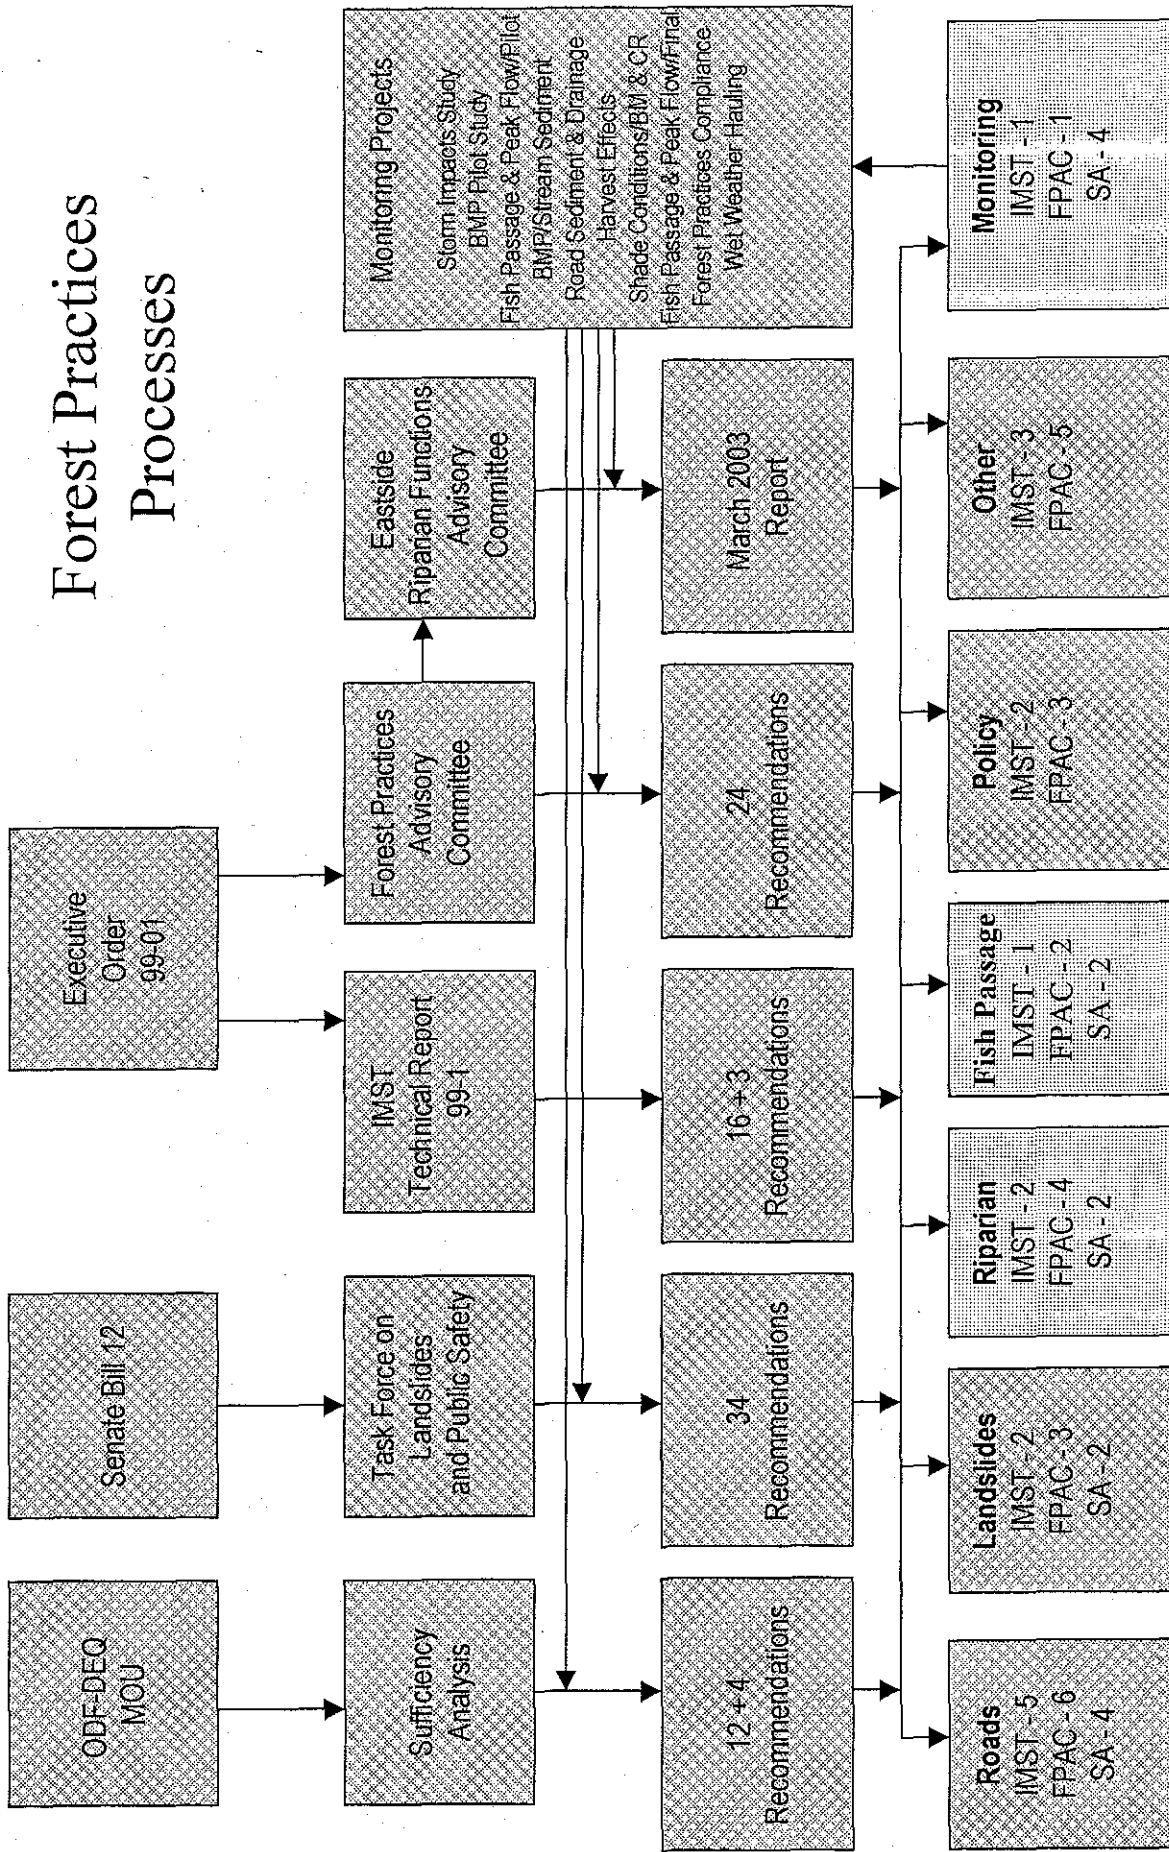 Forest Practices
Processes
ODF-DEQ
MOU
Senate Bill 12
Executive
Order
99-01
Sufficiency
Analysis
Task Force on
Landslides
and Public Safety
IMST
Technical Report
99-1
Forest Practices
Advisory
Committee
Eastside
Riparian Functions
Advisory
Committee
Monitoring Projects
Storm Impacts Study
BMP Pilot Study
Fish Passage & Peak Flow/Pilot
BMP/Stream Sediment
Road Sediment & Drainage
Harvest Effects
Shade Conditions/BM & CR
Fish Passage & Peak Flow/Final
Forest Practices Compliance
Wet Weather Hauling
12 + 4
Recommendations
34
Recommendations
16 + 3
Recommendations
24
Recommendations
March 2003
Report
Roads
IMST - 5
FPAC - 6
SA - 4
Landslides
IMST - 2
FPAC - 3
SA - 2
Riparian
IMST - 2
FPAC - 4
SA - 2
Fish Passage
IMST - 1
FPAC - 2
SA - 2
Policy
IMST - 2
FPAC - 3
Other
IMST - 3
FPAC - 5
Monitoring
IMST - 1
FPAC - 1
SA - 4